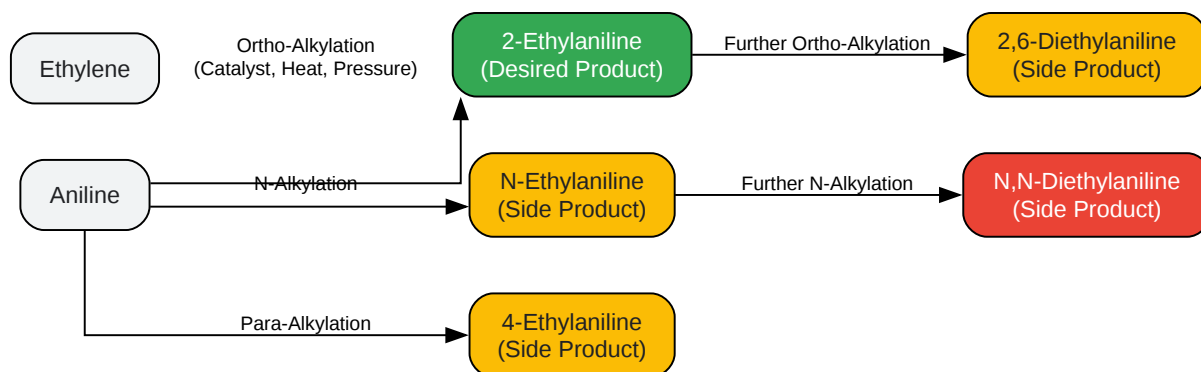 Ethylene
Ortho-Alkylation
(Catalyst, Heat, Pressure)
2-Ethylaniline
(Desired Product)
Further Ortho-Alkylation
2,6-Diethylaniline
(Side Product)
Aniline
N-Alkylation
N-Ethylaniline
(Side Product)
Further N-Alkylation
N,N-Diethylaniline
(Side Product)
Para-Alkylation
4-Ethylaniline
(Side Product)